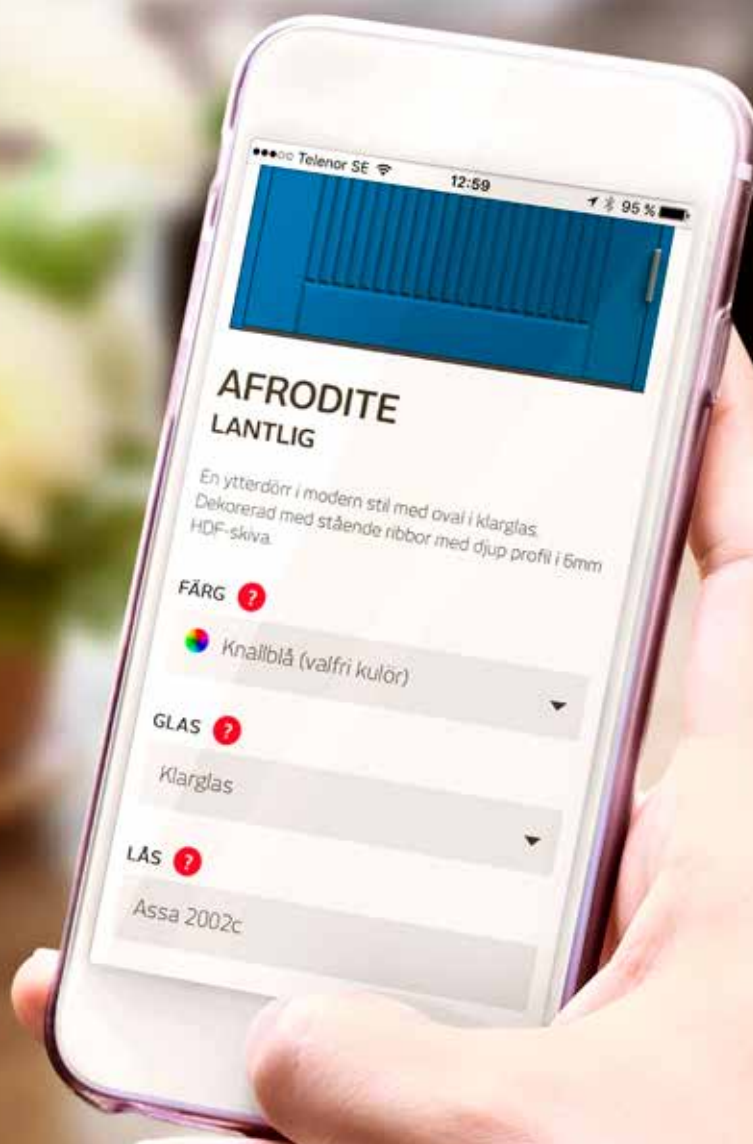 Telenor SE 12:59 95 %
AFRODITE
LANTLIG
En ytterdörr i modern stil med oval i klarglas.
Dekorerad med stående ribbor med djup profil i 6mm
HDF-skiva.
FÄRG ?
Knallblå (valfri kulör)
GLAS ?
Klarglas
LÅS ?
Assa 2002c